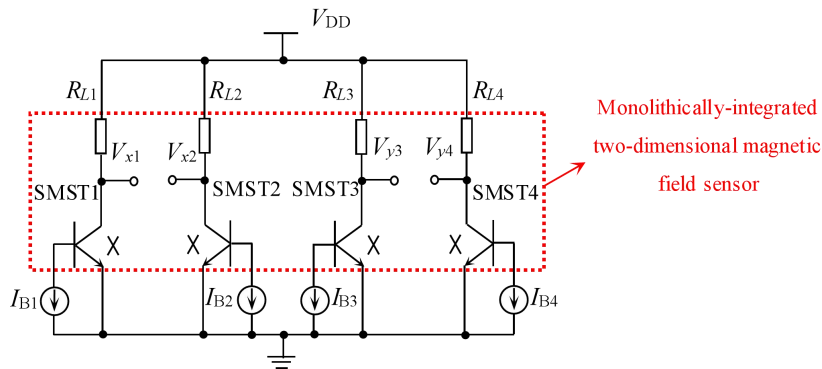 V_DD
R_L1
R_L2
R_L3
R_L4
V_x1
V_x2
V_y3
V_y4
SMST1
SMST2
SMST3
SMST4
I_B1
I_B2
I_B3
I_B4
Monolithically-integrated
two-dimensional magnetic
field sensor